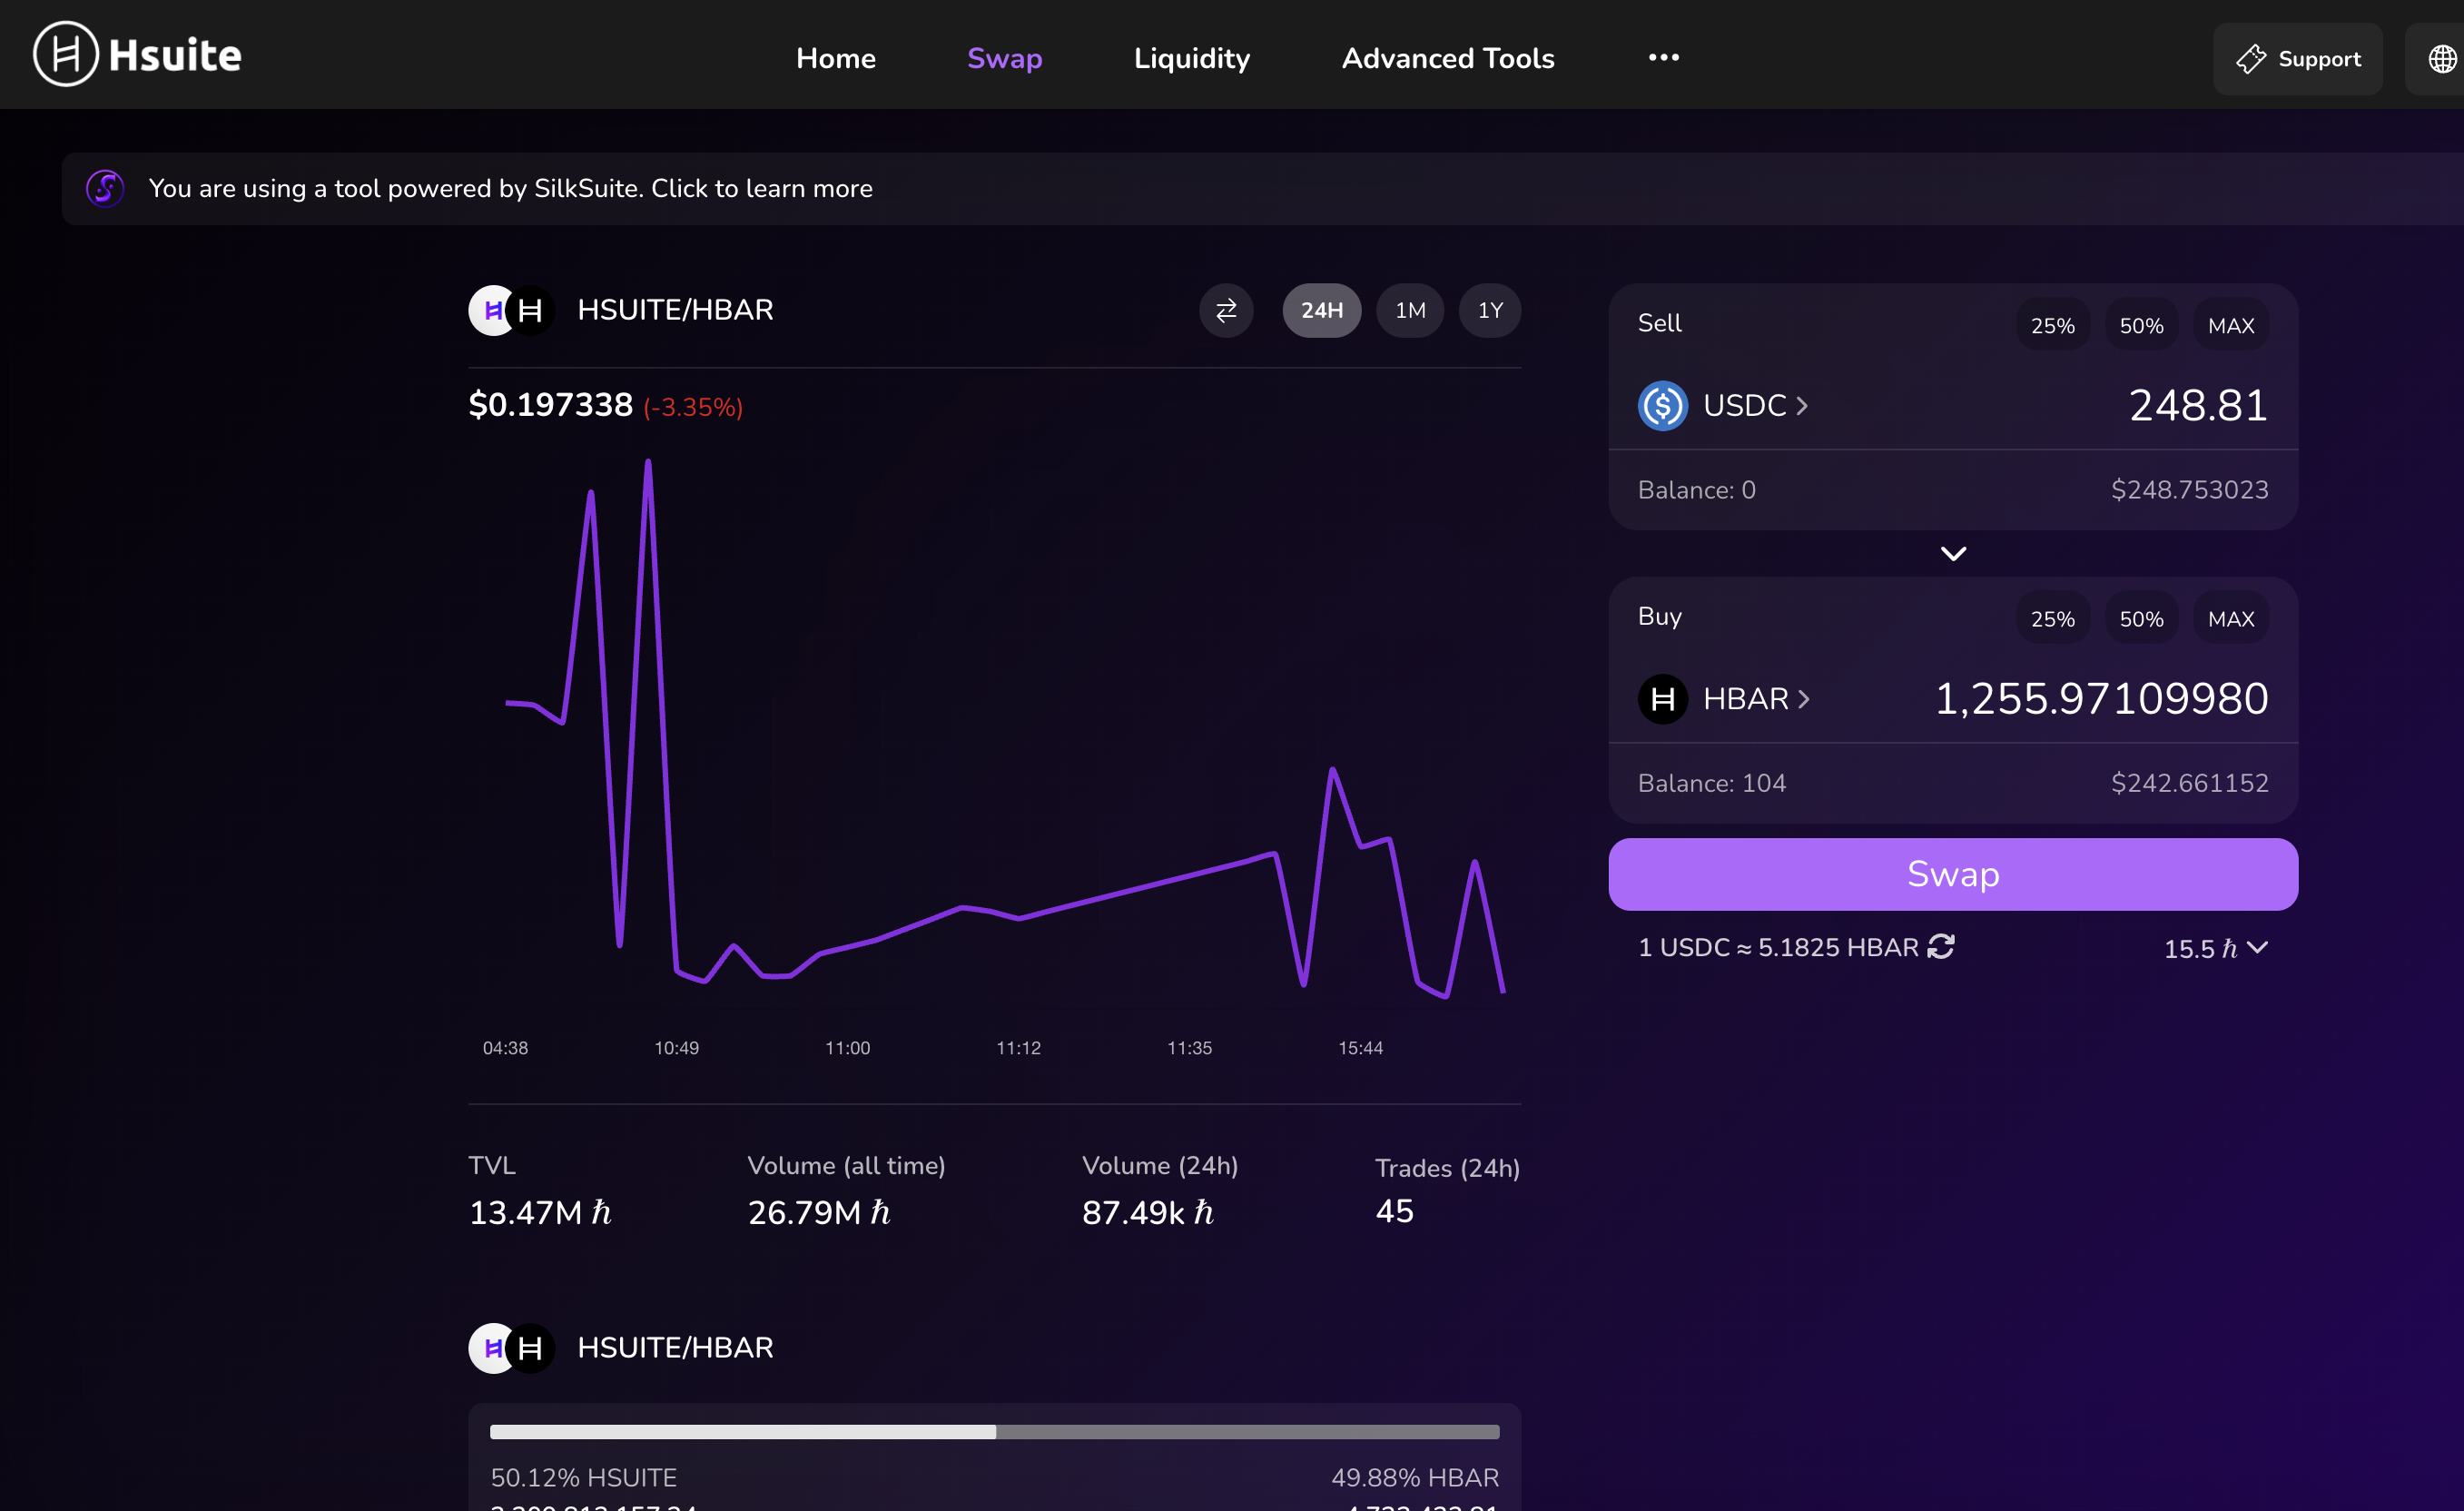 Hsuite
Home Swap Liquidity Advanced Tools •••
Support
You are using a tool powered by SilkSuite. Click to learn more
HSUITE/HBAR
24H 1M 1Y
$0.197338 (-3.35%)
04:38 10:49 11:00 11:12 11:35 15:44
TVL Volume (all time) Volume (24h) Trades (24h)
13.47M ℏ 26.79M ℏ 87.49k ℏ 45
HSUITE/HBAR
50.12% HSUITE 49.88% HBAR
Sell 25% 50% MAX
USDC 248.81
Balance: 0 $248.753023
Buy 25% 50% MAX
HBAR 1,255.97109980
Balance: 104 $242.661152
Swap
1 USDC ≈ 5.1825 HBAR 15.5 ℏ